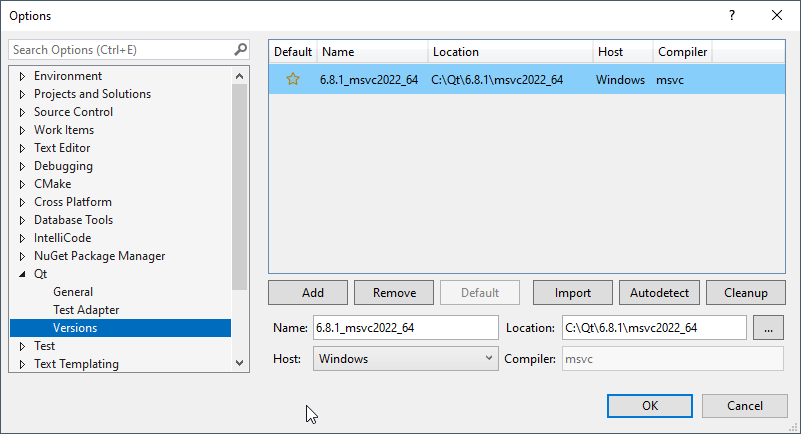 Options
Search Options (Ctrl+E)
Environment
Projects and Solutions
Source Control
Work Items
Text Editor
Debugging
CMake
Cross Platform
Database Tools
IntelliCode
NuGet Package Manager
Qt
General
Test Adapter
Versions
Test
Text Templating
Default Name Location Host Compiler
6.8.1_msvc2022_64 C:\Qt\6.8.1\msvc2022_64 Windows msvc
Add Remove Default Import Autodetect Cleanup
Name: 6.8.1_msvc2022_64 Location: C:\Qt\6.8.1\msvc2022_64 ...
Host: Windows Compiler: msvc
OK Cancel